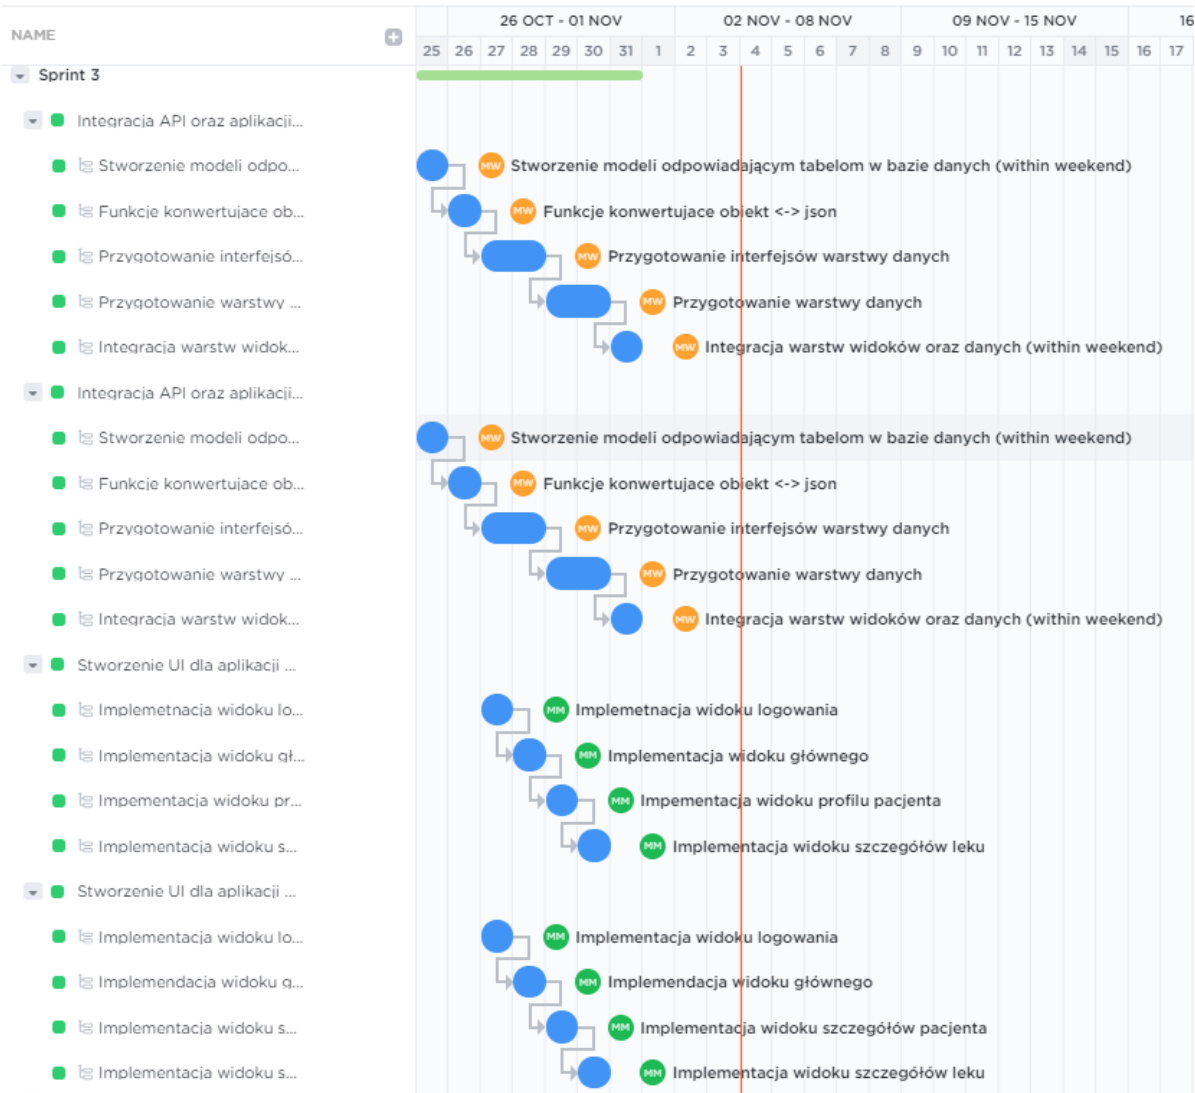 NAME
26 OCT - 01 NOV 02 NOV - 08 NOV 09 NOV - 15 NOV 16
25 26 27 28 29 30 31 1 2 3 4 5 6 7 8 9 10 11 12 13 14 15 16 17
Sprint 3
Integracja API oraz aplikacji...
Stworzenie modeli odpo... MW Stworzenie modeli odpowiadającym tabelom w bazie danych (within weekend)
Funkcje konwertujace ob... MW Funkcje konwertujace obiekt <-> json
Przygotowanie interfejsó... MW Przygotowanie interfejsów warstwy danych
Przygotowanie warstwy ... MW Przygotowanie warstwy danych
Integracja warstw widok... MW Integracja warstw widoków oraz danych (within weekend)
Integracja API oraz aplikacji...
Stworzenie modeli odpo... MW Stworzenie modeli odpowiadającym tabelom w bazie danych (within weekend)
Funkcje konwertujace ob... MW Funkcje konwertujace obiekt <-> json
Przygotowanie interfejsó... MW Przygotowanie interfejsów warstwy danych
Przygotowanie warstwy ... MW Przygotowanie warstwy danych
Integracja warstw widok... MW Integracja warstw widoków oraz danych (within weekend)
Stworzenie UI dla aplikacji ...
Implemetnacja widoku lo... MM Implemetnacja widoku logowania
Implementacja widoku gł... MM Implementacja widoku głównego
Impementacja widoku pr... MM Impementacja widoku profilu pacjenta
Implementacja widoku s... MM Implementacja widoku szczegółów leku
Stworzenie UI dla aplikacji ...
Implementacja widoku lo... MM Implementacja widoku logowania
Implemendacja widoku g... MM Implemendacja widoku głównego
Implementacja widoku s... MM Implementacja widoku szczegółów pacjenta
Implementacja widoku s... MM Implementacja widoku szczegółów leku